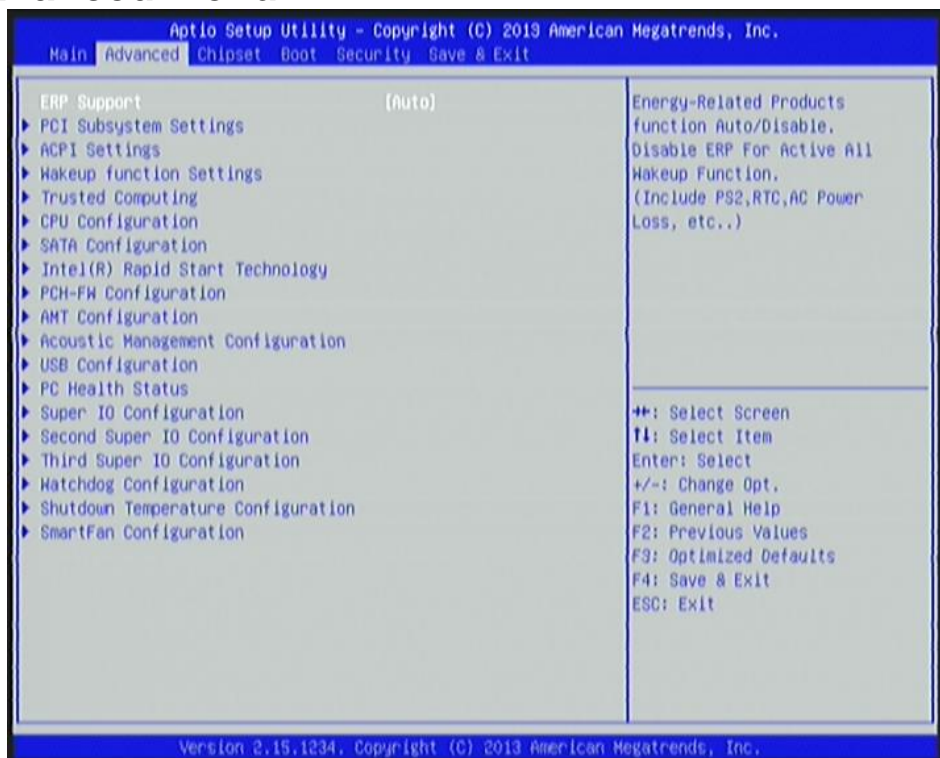 Aptio Setup Utility - Copyright (C) 2013 American Megatrends, Inc.
Main Advanced Chipset Boot Security Save & Exit
ERP Support [Auto]
PCI Subsystem Settings
ACPI Settings
Wakeup function Settings
Trusted Computing
CPU Configuration
SATA Configuration
Intel(R) Rapid Start Technology
PCH-FW Configuration
AMT Configuration
Acoustic Management Configuration
USB Configuration
PC Health Status
Super IO Configuration
Second Super IO Configuration
Third Super IO Configuration
Watchdog Configuration
Shutdown Temperature Configuration
SmartFan Configuration
Energy-Related Products
function Auto/Disable.
Disable ERP For Active All
Wakeup Function.
(Include PS2,RTC,AC Power
Loss, etc..)
→←: Select Screen
↑↓: Select Item
Enter: Select
+/-: Change Opt.
F1: General Help
F2: Previous Values
F3: Optimized Defaults
F4: Save & Exit
ESC: Exit
Version 2.15.1234. Copyright (C) 2013 American Megatrends, Inc.